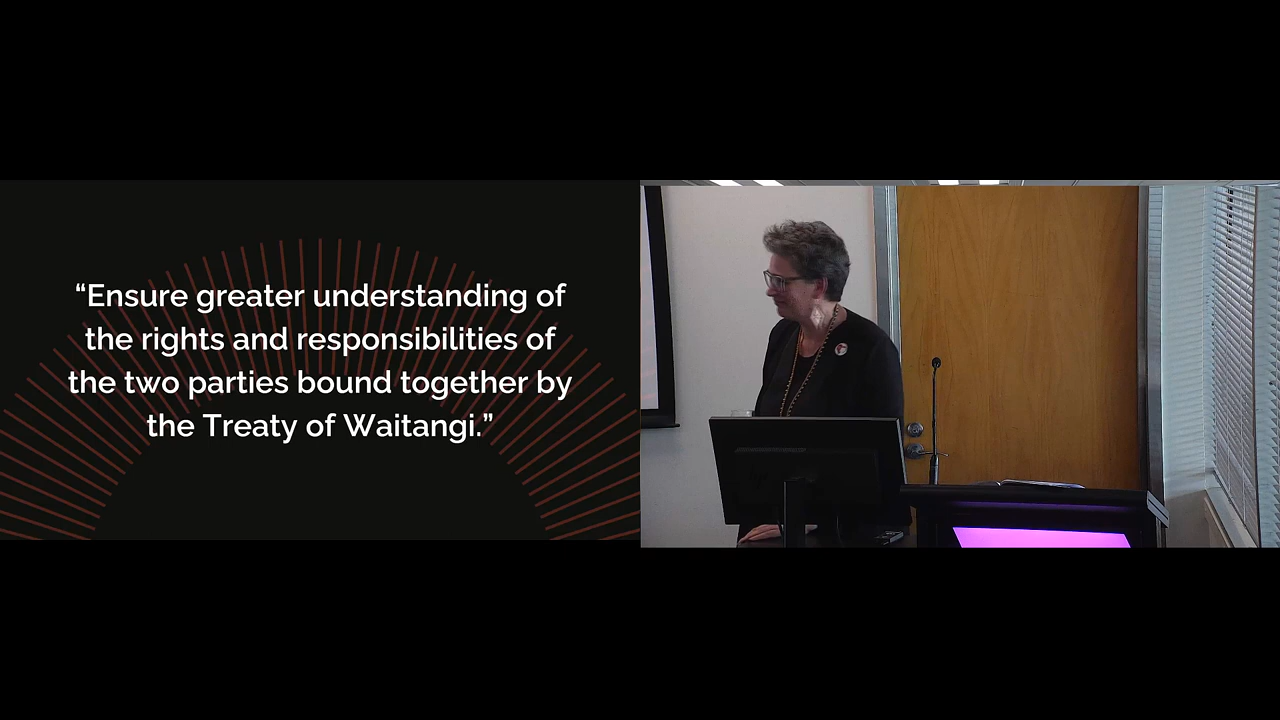 “Ensure greater understanding of
the rights and responsibilities of
the two parties bound together by
the Treaty of Waitangi.”